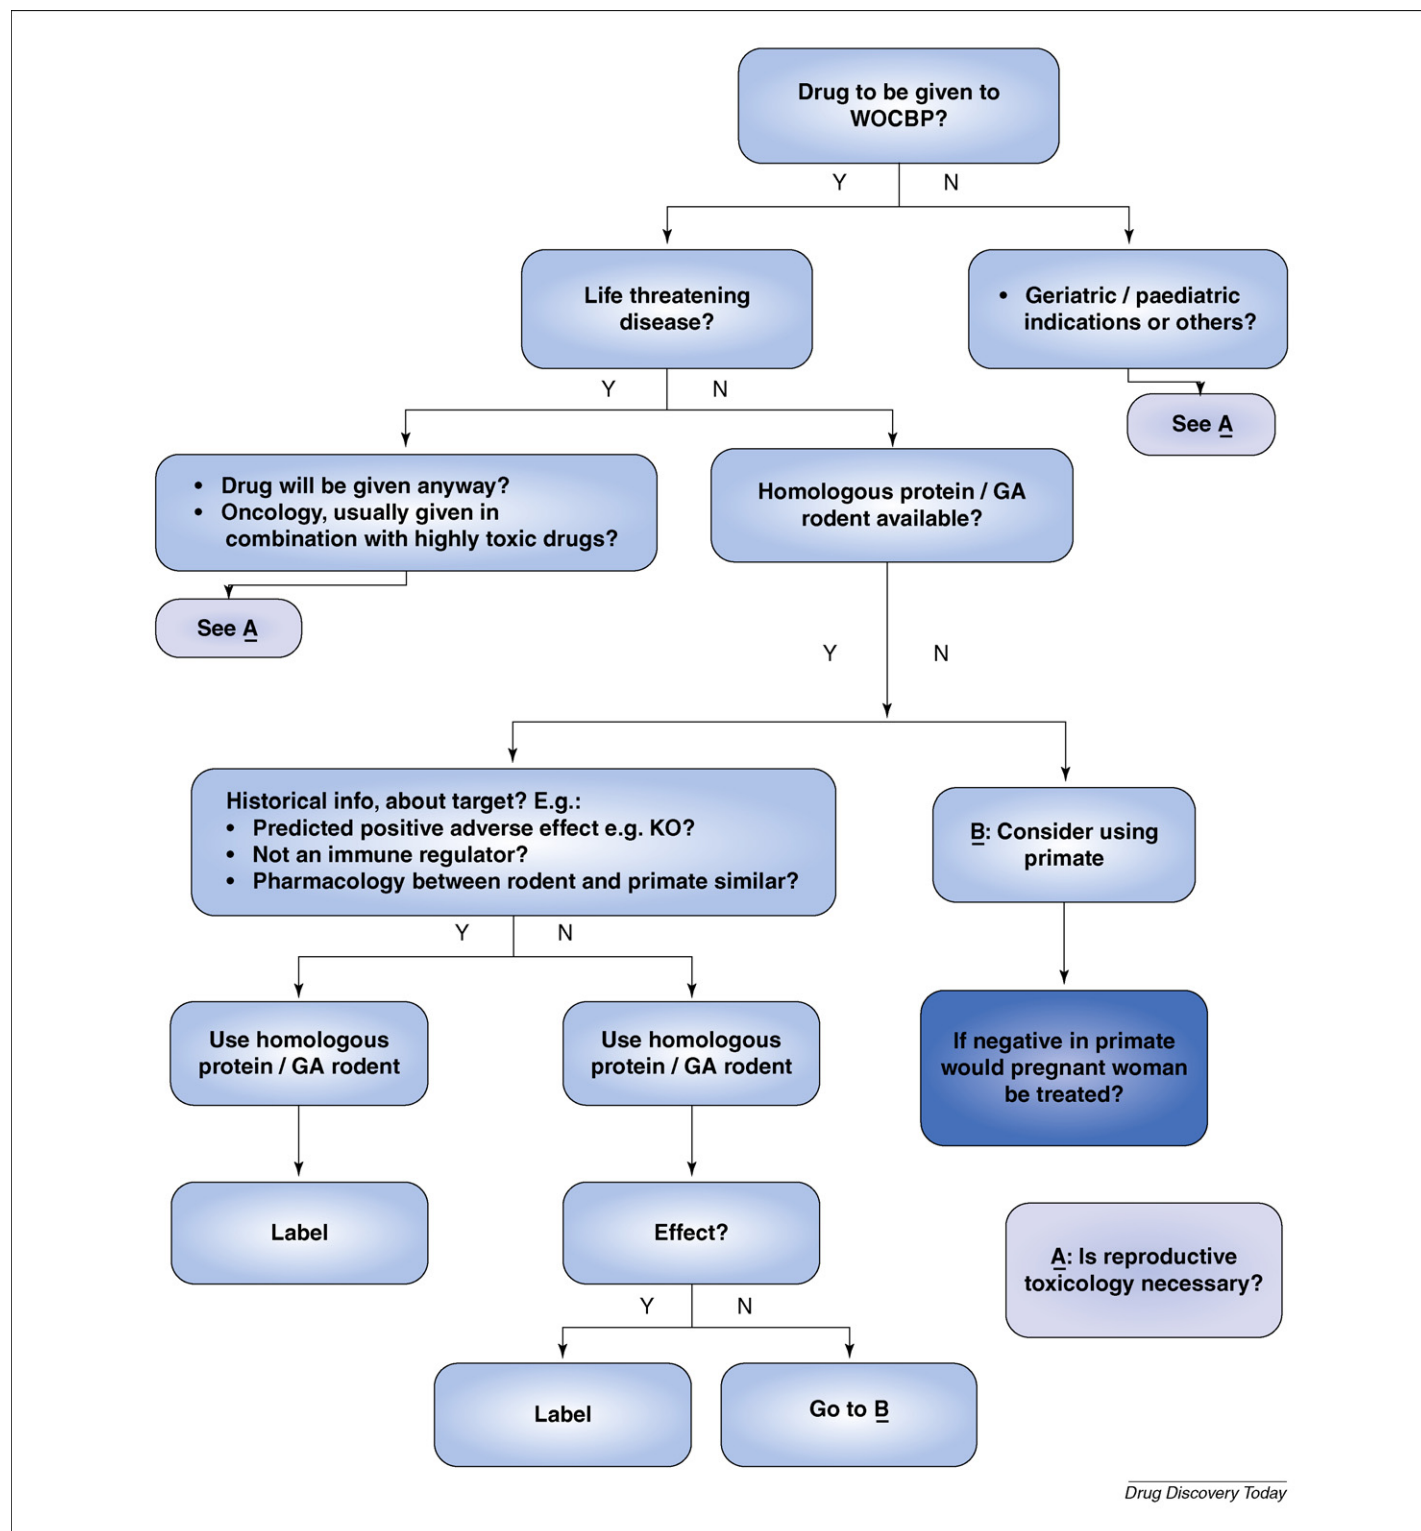 Drug to be given to
WOCBP?
Y
N
Life threatening
disease?
• Geriatric / paediatric
indications or others?
Y
N
See A
• Drug will be given anyway?
• Oncology, usually given in
combination with highly toxic drugs?
Homologous protein / GA
rodent available?
See A
Y
N
Historical info, about target? E.g.:
• Predicted positive adverse effect e.g. KO?
• Not an immune regulator?
• Pharmacology between rodent and primate similar?
B: Consider using
primate
Y
N
Use homologous
protein / GA rodent
Use homologous
protein / GA rodent
If negative in primate
would pregnant woman
be treated?
Label
Effect?
A: Is reproductive
toxicology necessary?
Y
N
Label
Go to B
Drug Discovery Today